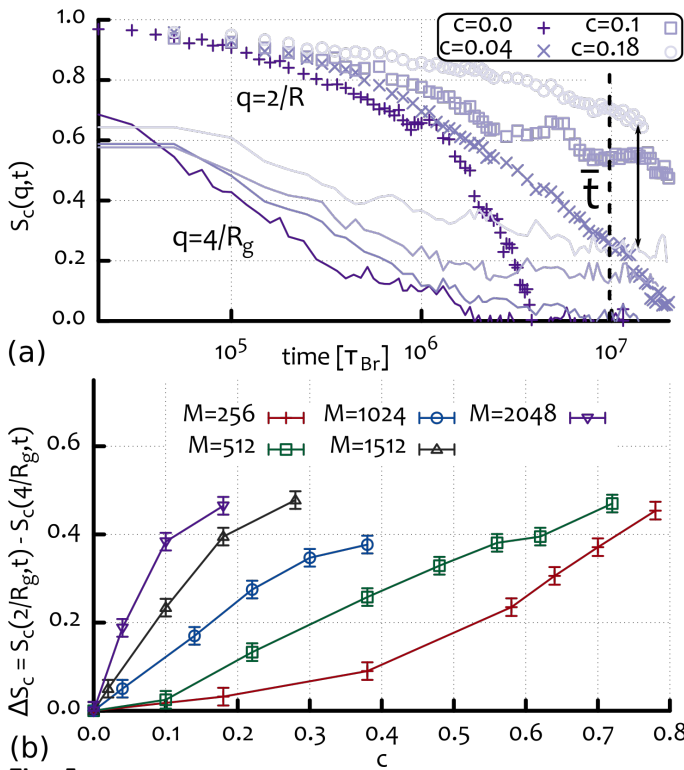 c=0.0 c=0.1
c=0.04 c=0.18
1.0
0.8
0.6
0.4
0.2
0.0
S_c(q,t)
q=2/R
q=4/R_g
t̄
10^5 10^6 10^7
time [τ_Br]
(a)
M=256 M=1024 M=2048
M=512 M=1512
0.6
0.4
0.2
0.0
ΔS_c = S_c(2/R_g,t) - S_c(4/R_g,t)
0.0 0.1 0.2 0.3 0.4 0.5 0.6 0.7 0.8
c
(b)